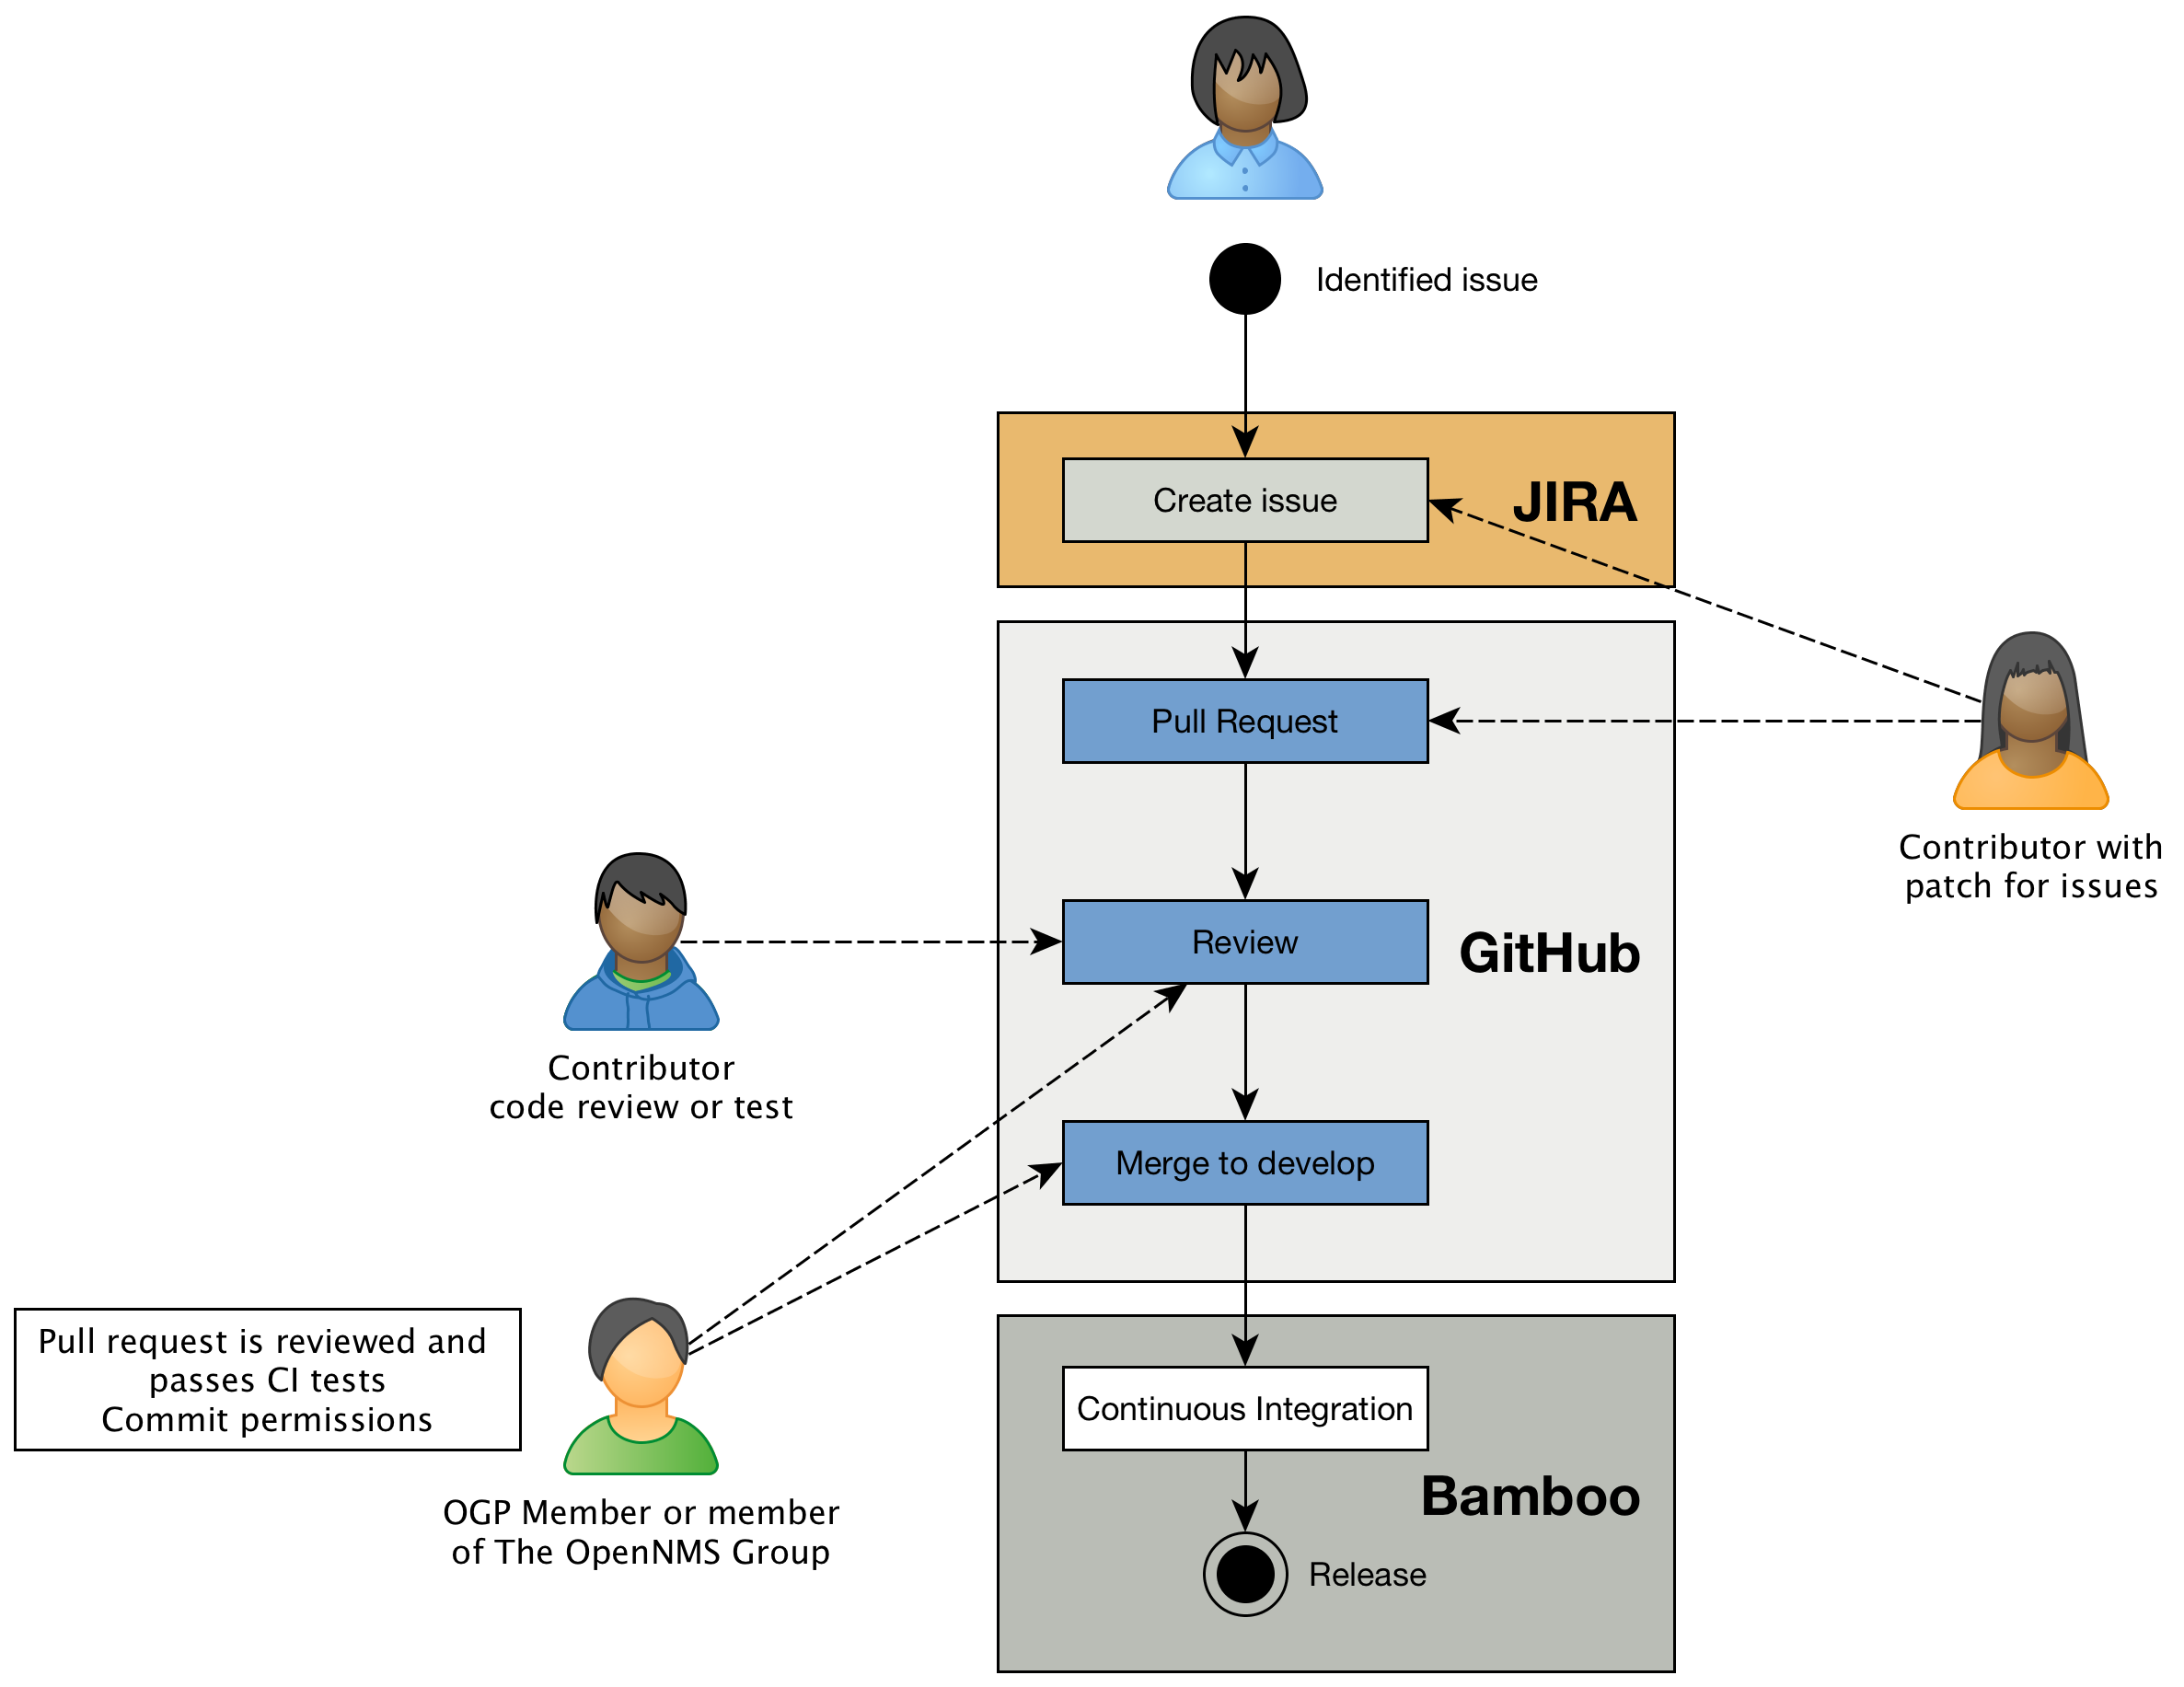 Identified issue
Create issue
JIRA
Pull Request
Contributor with
patch for issues
Review
GitHub
Contributor
code review or test
Merge to develop
Pull request is reviewed and
passes CI tests
Commit permissions
Continuous Integration
Bamboo
OGP Member or member
of The OpenNMS Group
Release